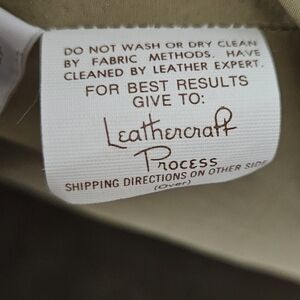 DO NOT WASH OR DRY CLEAN
BY FABRIC METHODS. HAVE
CLEANED BY LEATHER EXPERT.
FOR BEST RESULTS
GIVE TO:
Leathercraft
Process
SHIPPING DIRECTIONS ON OTHER SIDE
(Over)